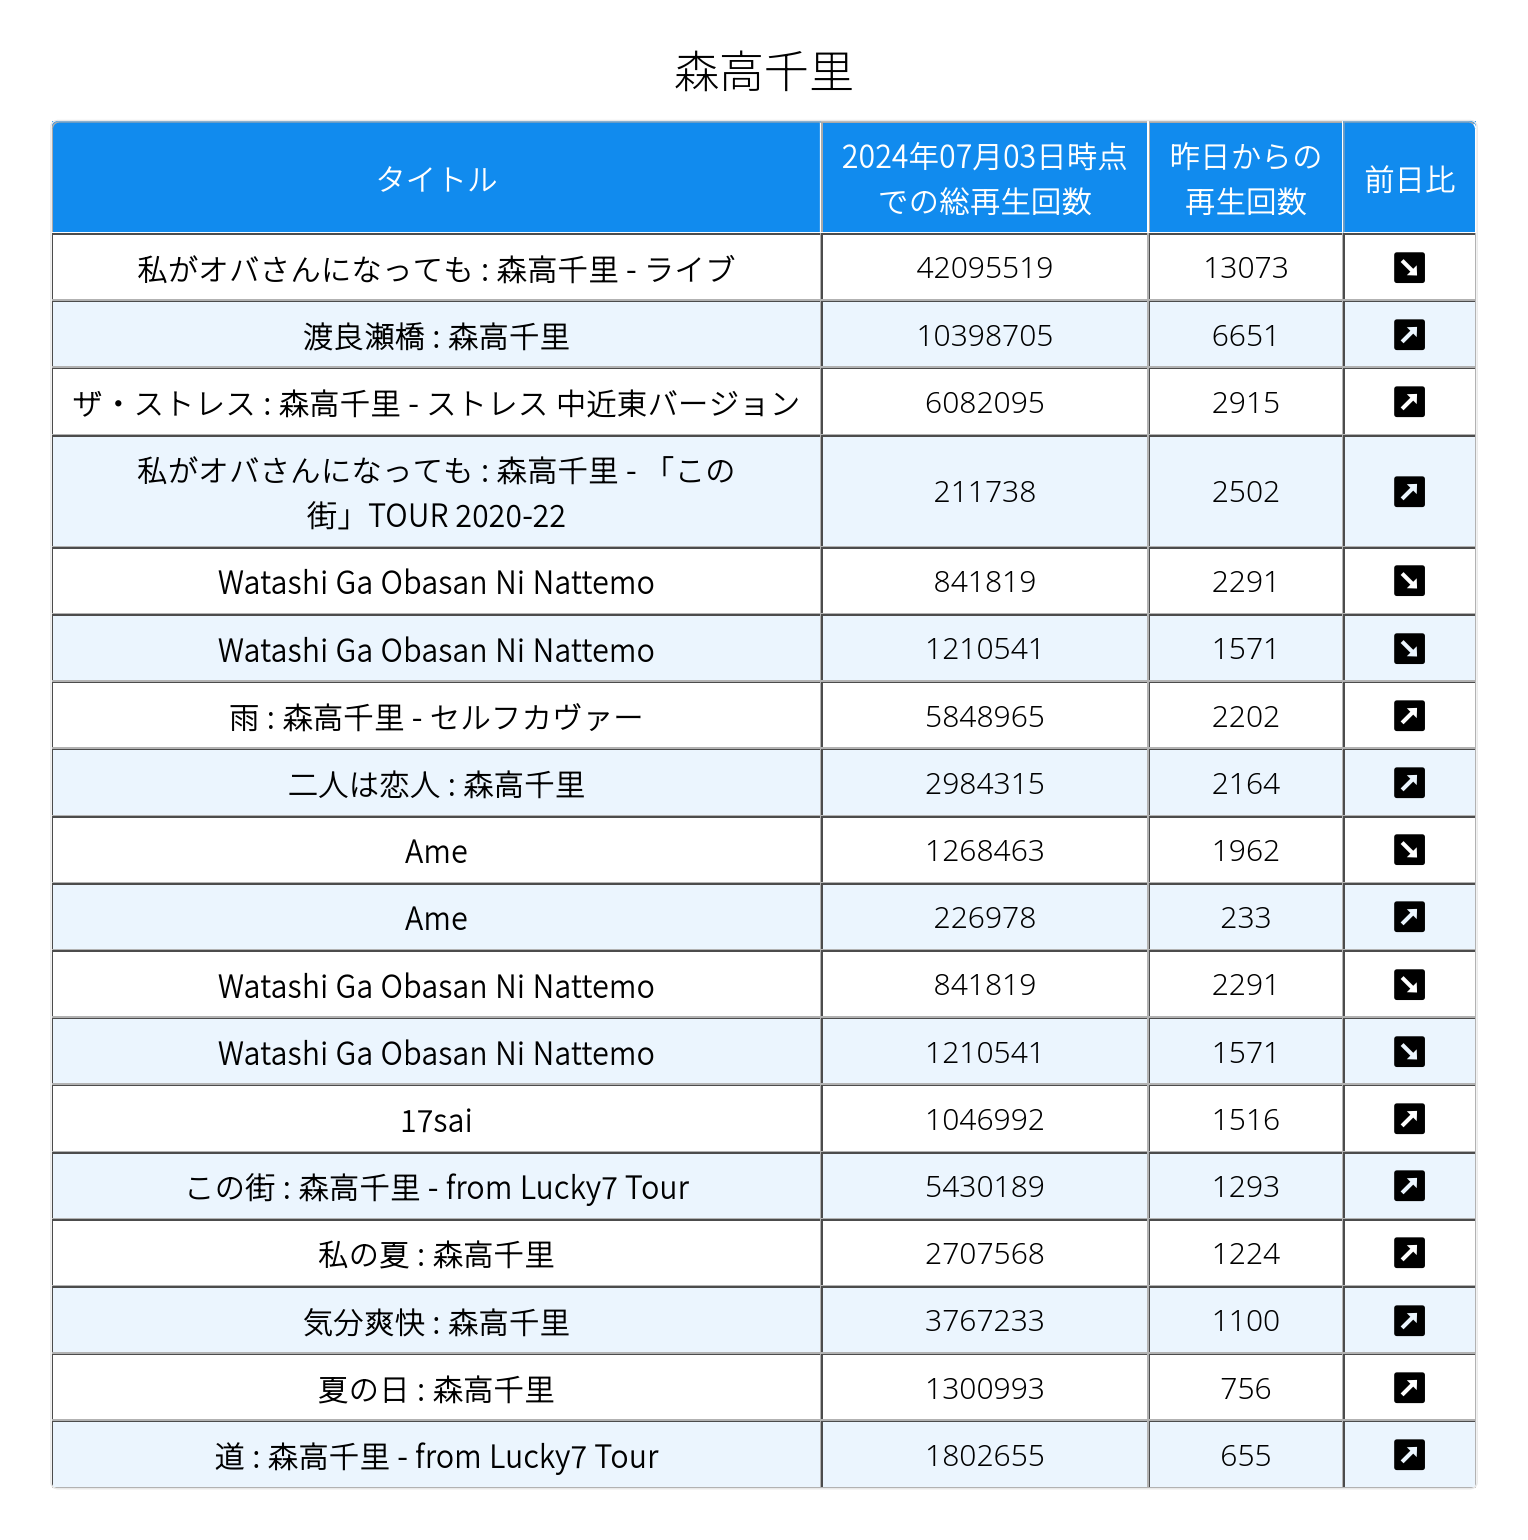 森高千里
タイトル 2024年07月03日時点での総再生回数 昨日からの再生回数 前日比
私がオバさんになっても : 森高千里 - ライブ 42095519 13073 ↘
渡良瀬橋 : 森高千里 10398705 6651 ↗
ザ・ストレス : 森高千里 - ストレス 中近東バージョン 6082095 2915 ↗
私がオバさんになっても : 森高千里 - 「この街」TOUR 2020-22 211738 2502 ↗
Watashi Ga Obasan Ni Nattemo 841819 2291 ↘
Watashi Ga Obasan Ni Nattemo 1210541 1571 ↘
雨 : 森高千里 - セルフカヴァー 5848965 2202 ↗
二人は恋人 : 森高千里 2984315 2164 ↗
Ame 1268463 1962 ↘
Ame 226978 233 ↗
Watashi Ga Obasan Ni Nattemo 841819 2291 ↘
Watashi Ga Obasan Ni Nattemo 1210541 1571 ↘
17sai 1046992 1516 ↗
この街 : 森高千里 - from Lucky7 Tour 5430189 1293 ↗
私の夏 : 森高千里 2707568 1224 ↗
気分爽快 : 森高千里 3767233 1100 ↗
夏の日 : 森高千里 1300993 756 ↗
道 : 森高千里 - from Lucky7 Tour 1802655 655 ↗